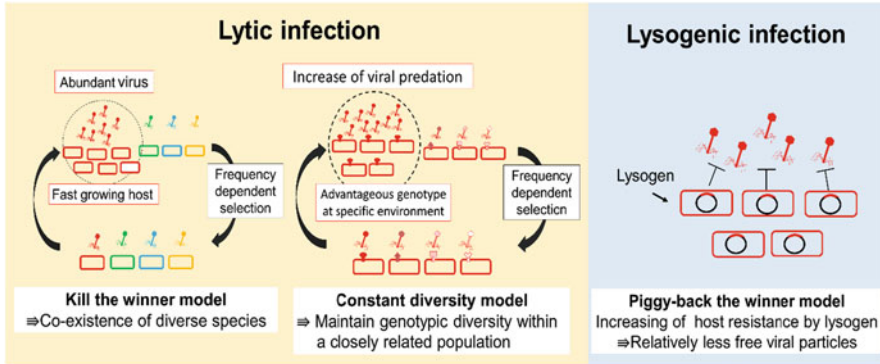 Lytic infection
Abundant virus
Fast growing host
Frequency
dependent
selection
Kill the winner model
⇛Co-existence of diverse species
Increase of viral predation
Advantageous genotype
at specific environment
Frequency
dependent
selection
Constant diversity model
⇛ Maintain genotypic diversity within
a closely related population
Lysogenic infection
Lysogen
Piggy-back the winner model
Increasing of host resistance by lysogen
⇛Relatively less free viral particles